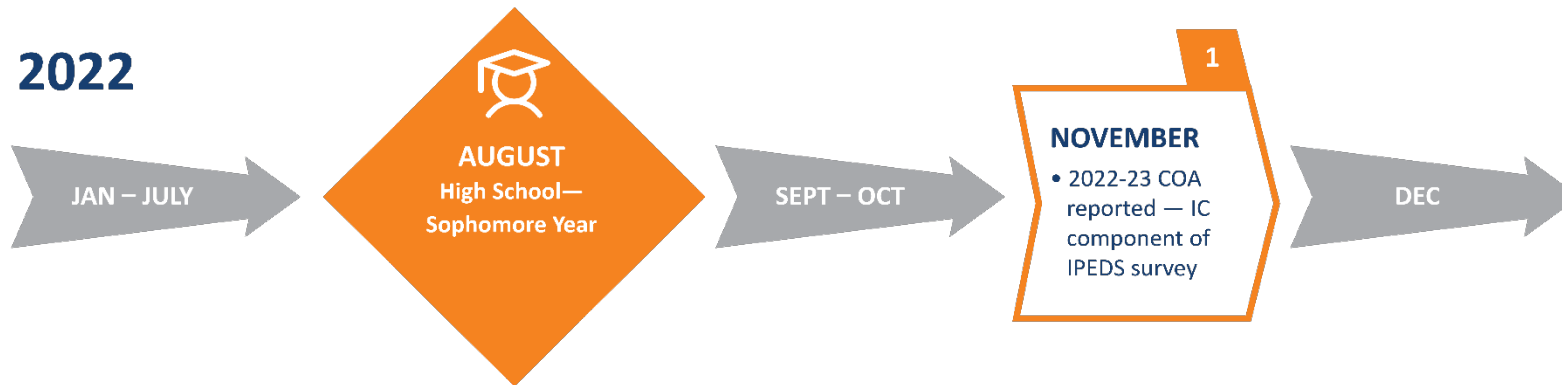 2022
JAN – JULY
AUGUST
High School—
Sophomore Year
SEPT – OCT
1
NOVEMBER
• 2022-23 COA
reported — IC
component of
IPEDS survey
DEC